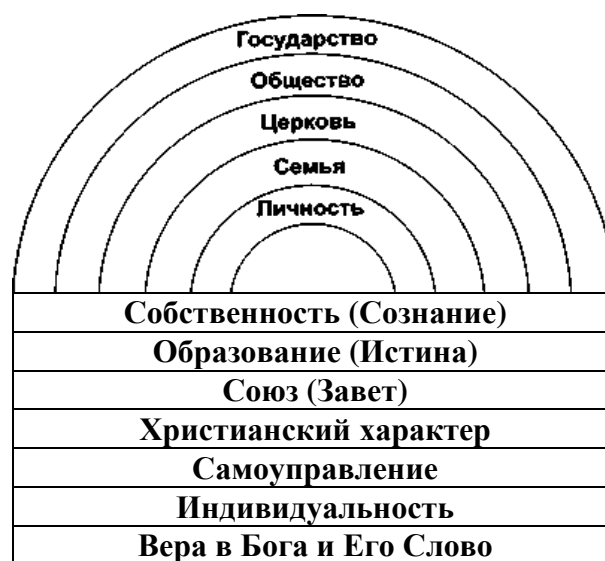 Государство
Общество
Церковь
Семья
Личность
Собственность (Сознание)
Образование (Истина)
Союз (Завет)
Христианский характер
Самоуправление
Индивидуальность
Вера в Бога и Его Слово